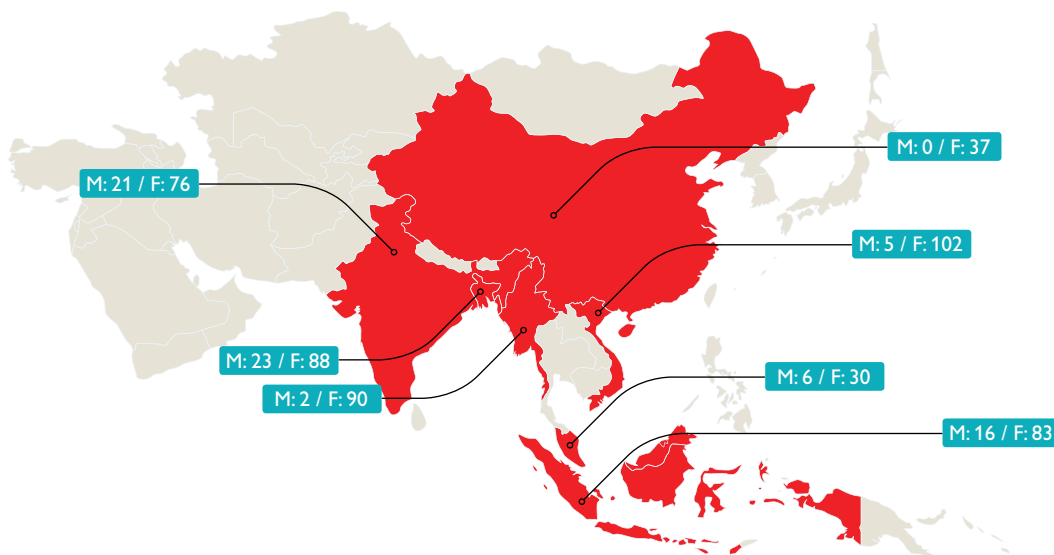 M: 0 / F: 37
M: 21 / F: 76
M: 5 / F: 102
M: 23 / F: 88
M: 6 / F: 30
M: 2 / F: 90
M: 16 / F: 83